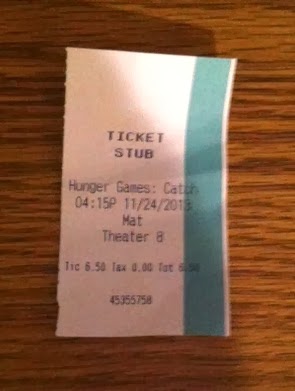 TICKET
STUB
Hunger Games: Catch
04:15P 11/24/2013
Mat
Theater 8
Tic 6.50 Tax 0.00 Tot 6.50
45355758